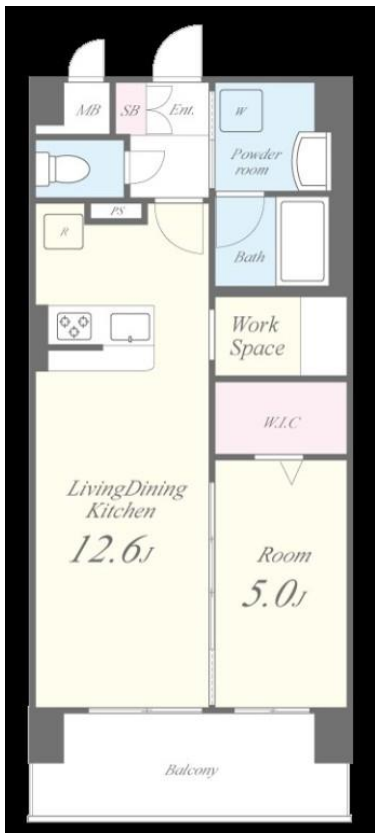 MB
SB
Ent.
W
Powder
room
PS
R
Bath
Work
Space
W.I.C
LivingDining
Kitchen
12.6J
Room
5.0J
Balcony